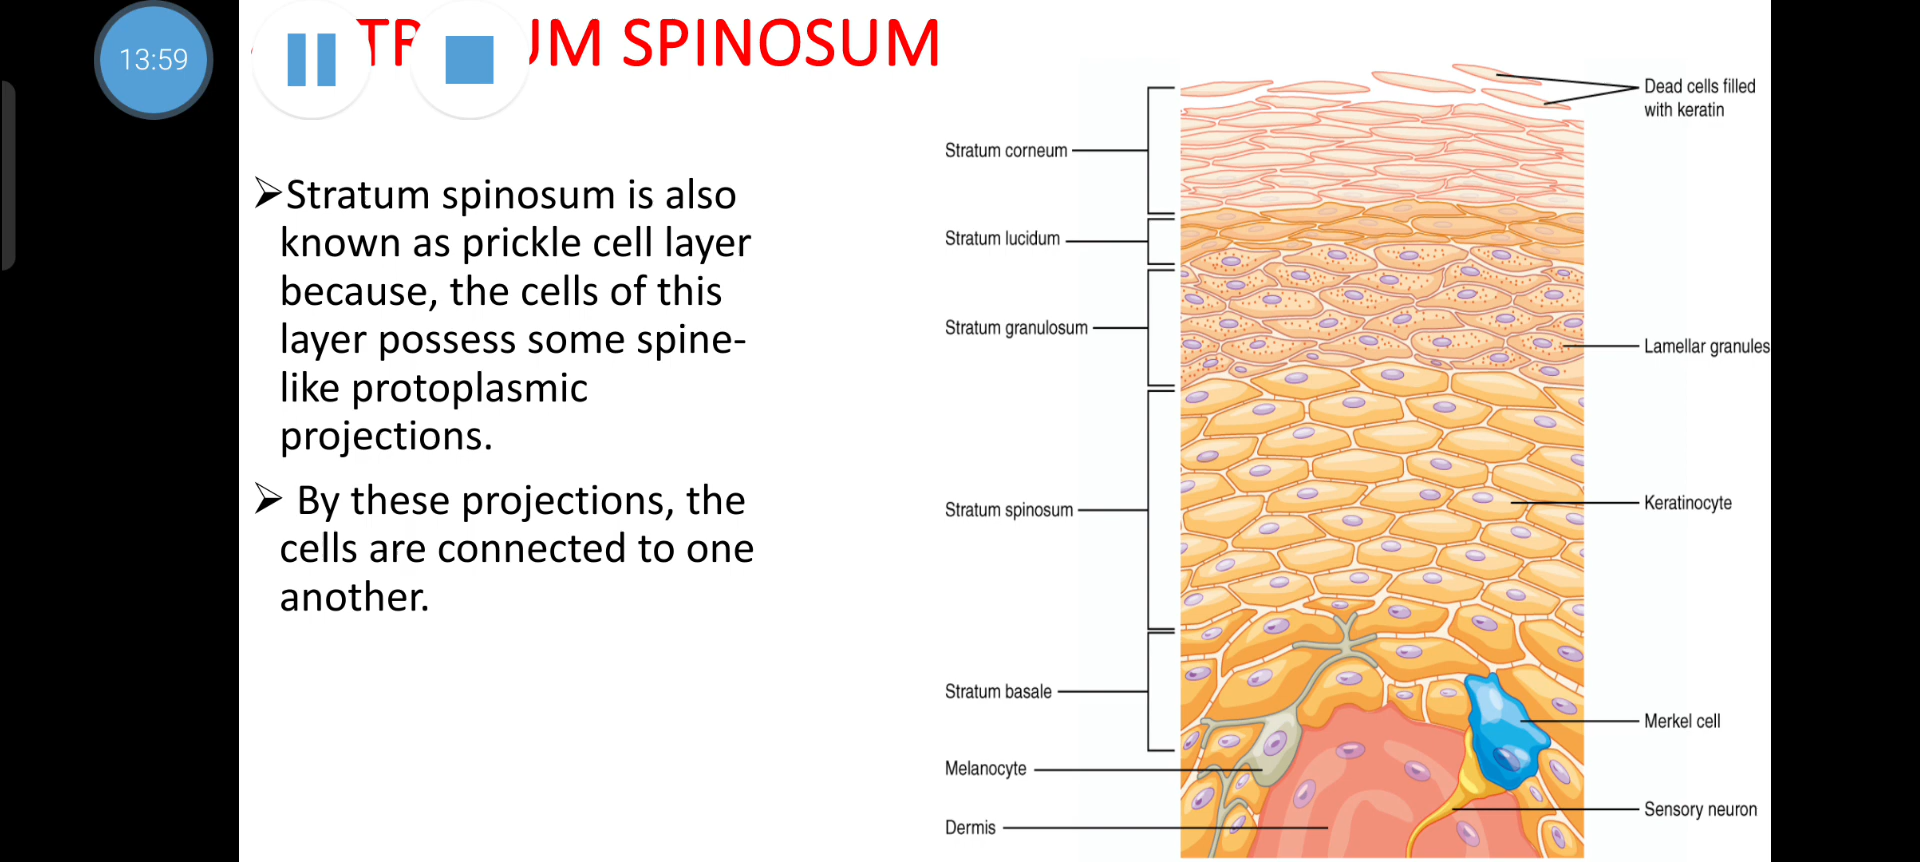 13:59
UM SPINOSUM
➢Stratum spinosum is also
known as prickle cell layer
because, the cells of this
layer possess some spine-
like protoplasmic
projections.
➢ By these projections, the
cells are connected to one
another.
Stratum corneum
Stratum lucidum
Stratum granulosum
Stratum spinosum
Stratum basale
Melanocyte
Dermis
Dead cells filled
with keratin
Lamellar granules
Keratinocyte
Merkel cell
Sensory neuron